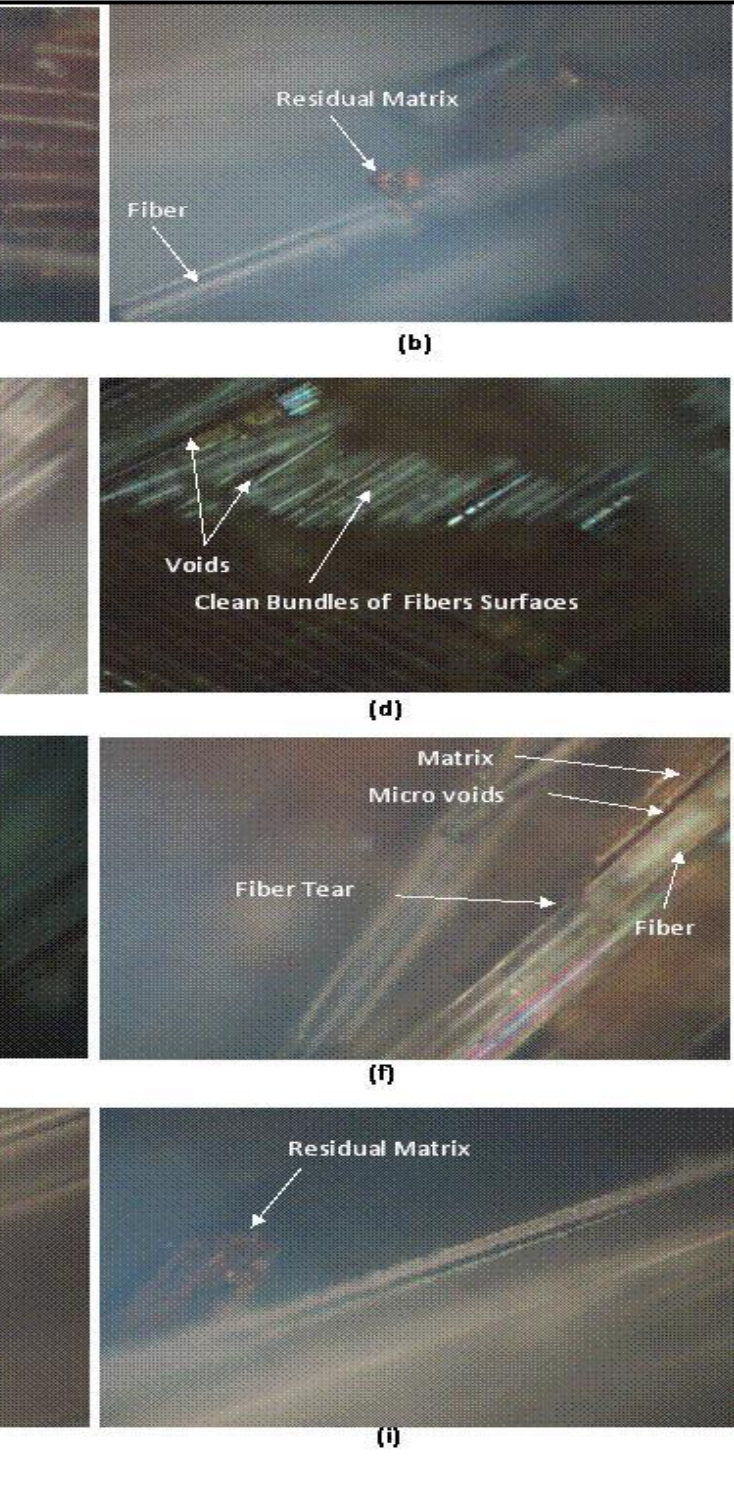 Residual Matrix
Fiber
(b)
Voids
Clean Bundles of Fibers Surfaces
(d)
Matrix
Micro voids
Fiber Tear
Fiber
(f)
Residual Matrix
(i)